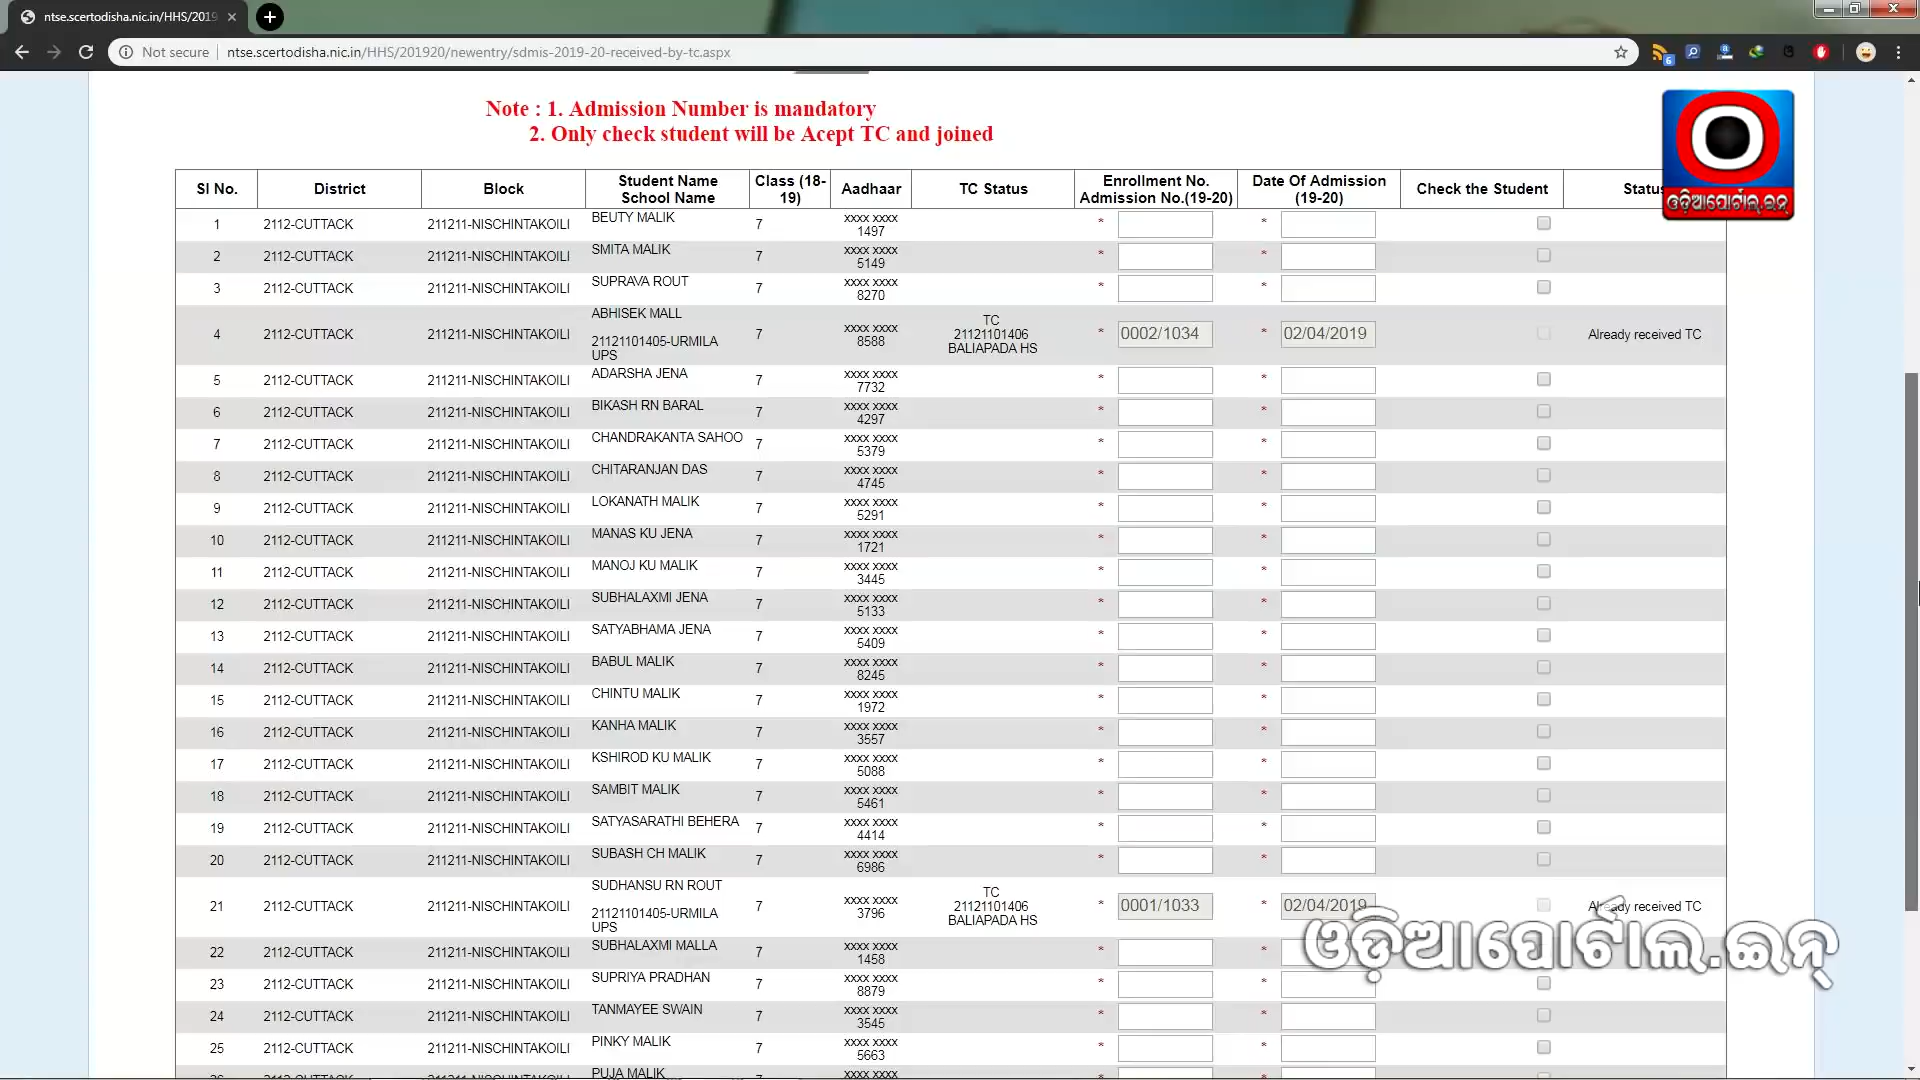 ntse.scertodisha.nic.in/HHS/2019
Not secure ntse.scertodisha.nic.in/HHS/201920/newentry/sdmis-2019-20-received-by-tc.aspx
6
Note : 1. Admission Number is mandatory
2. Only check student will be Acept TC and joined
ଓଡ଼ିଆପୋର୍ଟାଲ.ଇନ୍
Sl No. District Block Student Name School Name Class (18-19) Aadhaar TC Status Enrollment No. Admission No.(19-20) Date Of Admission (19-20) Check the Student Status
1 2112-CUTTACK 211211-NISCHINTAKOILI BEUTY MALIK 7 xxxx xxxx 1497 * *
2 2112-CUTTACK 211211-NISCHINTAKOILI SMITA MALIK 7 xxxx xxxx 5149 * *
3 2112-CUTTACK 211211-NISCHINTAKOILI SUPRAVA ROUT 7 xxxx xxxx 8270 * *
4 2112-CUTTACK 211211-NISCHINTAKOILI ABHISEK MALL 21121101405-URMILA UPS 7 xxxx xxxx 8588 TC 21121101406 BALIAPADA HS * 0002/1034 * 02/04/2019 Already received TC
5 2112-CUTTACK 211211-NISCHINTAKOILI ADARSHA JENA 7 xxxx xxxx 7732 * *
6 2112-CUTTACK 211211-NISCHINTAKOILI BIKASH RN BARAL 7 xxxx xxxx 4297 * *
7 2112-CUTTACK 211211-NISCHINTAKOILI CHANDRAKANTA SAHOO 7 xxxx xxxx 5379 * *
8 2112-CUTTACK 211211-NISCHINTAKOILI CHITARANJAN DAS 7 xxxx xxxx 4745 * *
9 2112-CUTTACK 211211-NISCHINTAKOILI LOKANATH MALIK 7 xxxx xxxx 5291 * *
10 2112-CUTTACK 211211-NISCHINTAKOILI MANAS KU JENA 7 xxxx xxxx 1721 * *
11 2112-CUTTACK 211211-NISCHINTAKOILI MANOJ KU MALIK 7 xxxx xxxx 3445 * *
12 2112-CUTTACK 211211-NISCHINTAKOILI SUBHALAXMI JENA 7 xxxx xxxx 5133 * *
13 2112-CUTTACK 211211-NISCHINTAKOILI SATYABHAMA JENA 7 xxxx xxxx 5409 * *
14 2112-CUTTACK 211211-NISCHINTAKOILI BABUL MALIK 7 xxxx xxxx 8245 * *
15 2112-CUTTACK 211211-NISCHINTAKOILI CHINTU MALIK 7 xxxx xxxx 1972 * *
16 2112-CUTTACK 211211-NISCHINTAKOILI KANHA MALIK 7 xxxx xxxx 3557 * *
17 2112-CUTTACK 211211-NISCHINTAKOILI KSHIROD KU MALIK 7 xxxx xxxx 5088 * *
18 2112-CUTTACK 211211-NISCHINTAKOILI SAMBIT MALIK 7 xxxx xxxx 5461 * *
19 2112-CUTTACK 211211-NISCHINTAKOILI SATYASARATHI BEHERA 7 xxxx xxxx 4414 * *
20 2112-CUTTACK 211211-NISCHINTAKOILI SUBASH CH MALIK 7 xxxx xxxx 6986 * *
21 2112-CUTTACK 211211-NISCHINTAKOILI SUDHANSU RN ROUT 21121101405-URMILA UPS 7 xxxx xxxx 3796 TC 21121101406 BALIAPADA HS * 0001/1033 * 02/04/2019 Already received TC
22 2112-CUTTACK 211211-NISCHINTAKOILI SUBHALAXMI MALLA 7 xxxx xxxx 1458 * *
ଓଡ଼ିଆପୋର୍ଟାଲ.ଇନ୍
23 2112-CUTTACK 211211-NISCHINTAKOILI SUPRIYA PRADHAN 7 xxxx xxxx 8879 * *
24 2112-CUTTACK 211211-NISCHINTAKOILI TANMAYEE SWAIN 7 xxxx xxxx 3545 * *
25 2112-CUTTACK 211211-NISCHINTAKOILI PINKY MALIK 7 xxxx xxxx 5663 * *
PUJA MALIK xxxx xxxx